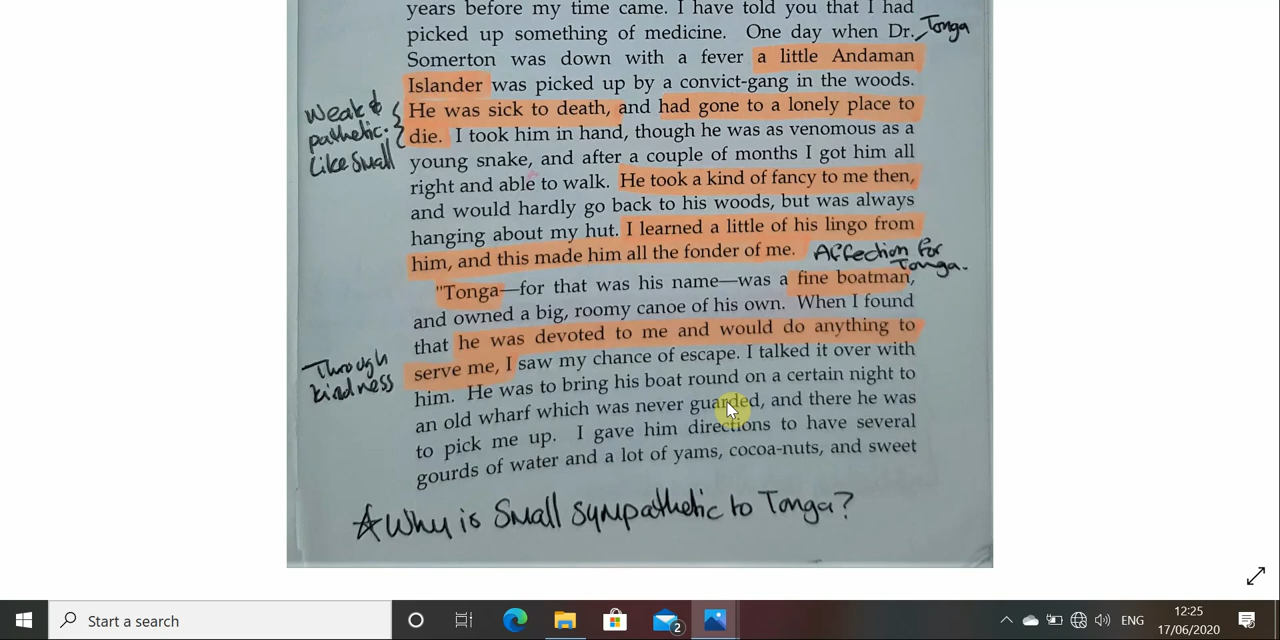 years before my time came. I have told you that I had
picked up something of medicine. One day when Dr.
Tonga
Somerton was down with a fever a little Andaman
Islander was picked up by a convict-gang in the woods.
He was sick to death, and had gone to a lonely place to
die. I took him in hand, though he was as venomous as a
young snake, and after a couple of months I got him all
right and able to walk. He took a kind of fancy to me then,
and would hardly go back to his woods, but was always
hanging about my hut. I learned a little of his lingo from
him, and this made him all the fonder of me.
Weak &
pathetic.
Like Small
Affection for
Tonga.
"Tonga—for that was his name—was a fine boatman,
and owned a big, roomy canoe of his own. When I found
that he was devoted to me and would do anything to
serve me, I saw my chance of escape. I talked it over with
him. He was to bring his boat round on a certain night to
an old wharf which was never guarded, and there he was
to pick me up. I gave him directions to have several
gourds of water and a lot of yams, cocoa-nuts, and sweet
Through
kindness
☆Why is Small sympathetic to Tonga?
Start a search
2
ENG
12:25
17/06/2020